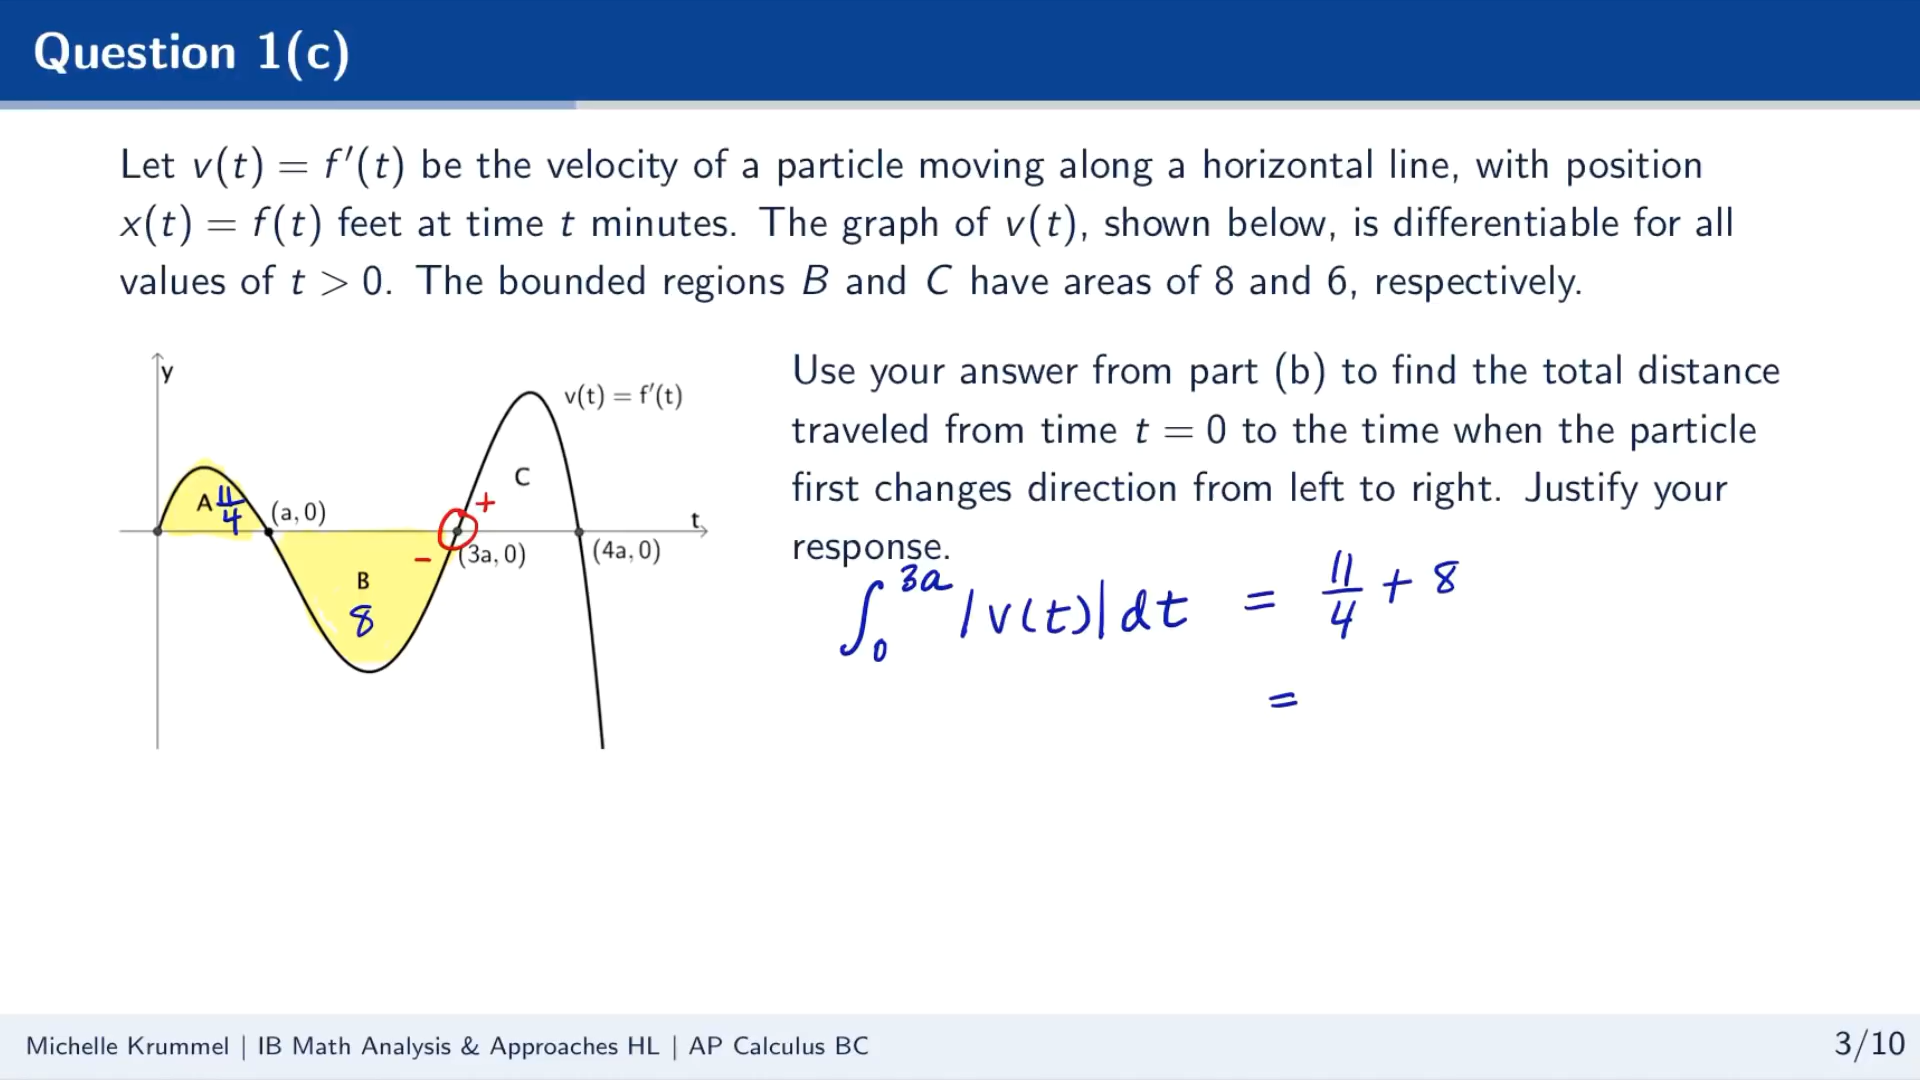 Question 1(c)
Let v(t) = f′(t) be the velocity of a particle moving along a horizontal line, with position
x(t) = f(t) feet at time t minutes. The graph of v(t), shown below, is differentiable for all
values of t > 0. The bounded regions B and C have areas of 8 and 6, respectively.
y
v(t) = f′(t)
C
A 11/4
(a, 0)
+
t
−
(3a, 0)
(4a, 0)
B
8
Use your answer from part (b) to find the total distance
traveled from time t = 0 to the time when the particle
first changes direction from left to right. Justify your
response.
∫₀³ᵃ |v(t)| dt = 11/4 + 8
=
Michelle Krummel | IB Math Analysis & Approaches HL | AP Calculus BC
3/10